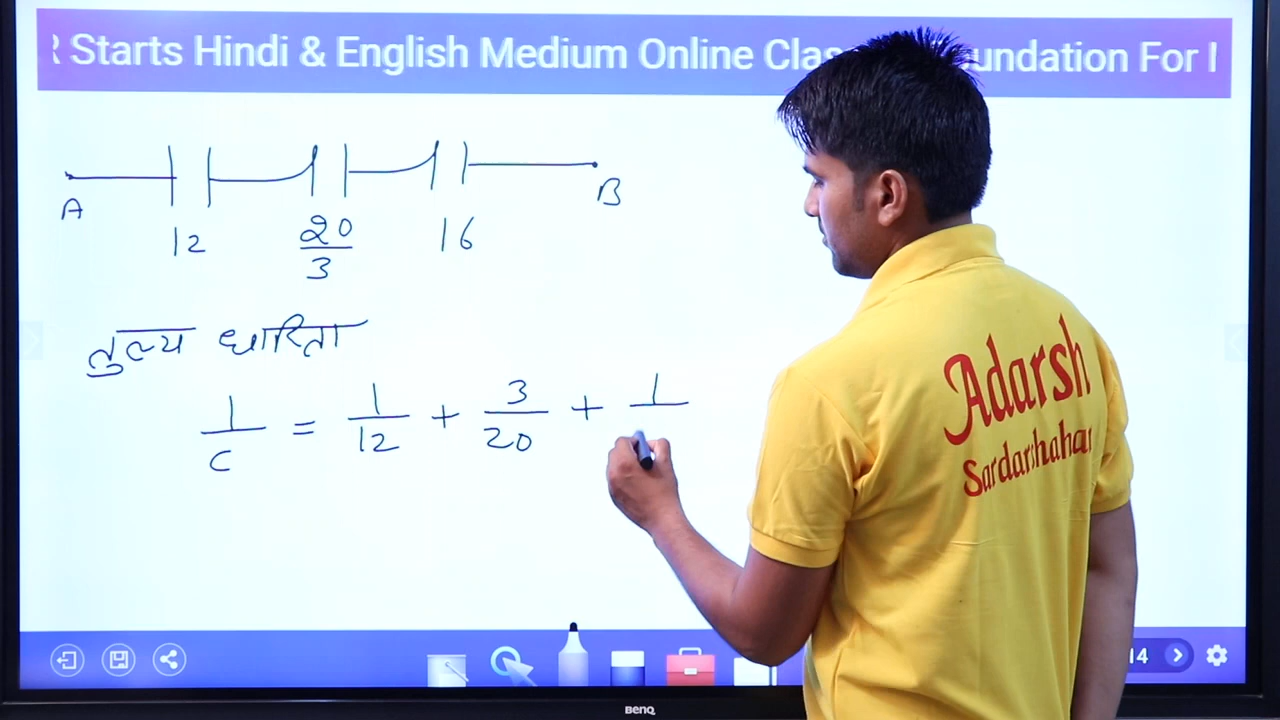 R Starts Hindi & English Medium Online Clas undation For I
A B
12 20/3 16
तुल्य धारिता
1/C = 1/12 + 3/20 + 1/
Adarsh
Sardarshahar
14
BenQ